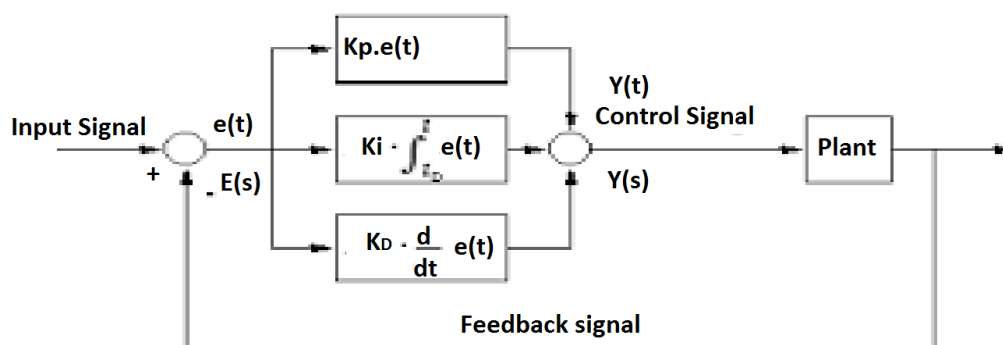 Kp.e(t)
Y(t)
Input Signal
e(t)
Control Signal
+
Ki · ∫ e(t)
Plant
- E(s)
Y(s)
KD · d/dt e(t)
Feedback signal